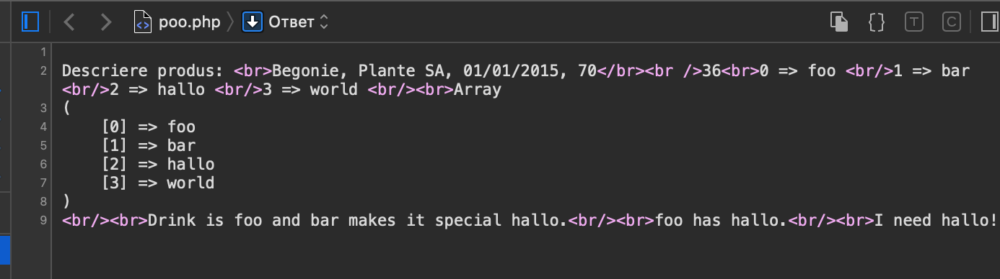 poo.php 〉 Ответ
{} T C
1
2 Descriere produs: <br>Begonie, Plante SA, 01/01/2015, 70</br><br />36<br>0 => foo <br/>1 => bar
<br/>2 => hallo <br/>3 => world <br/><br>Array
3 (
4     [0] => foo
5     [1] => bar
6     [2] => hallo
7     [3] => world
8 )
9 <br/><br>Drink is foo and bar makes it special hallo.<br/><br>foo has hallo.<br/><br>I need hallo!